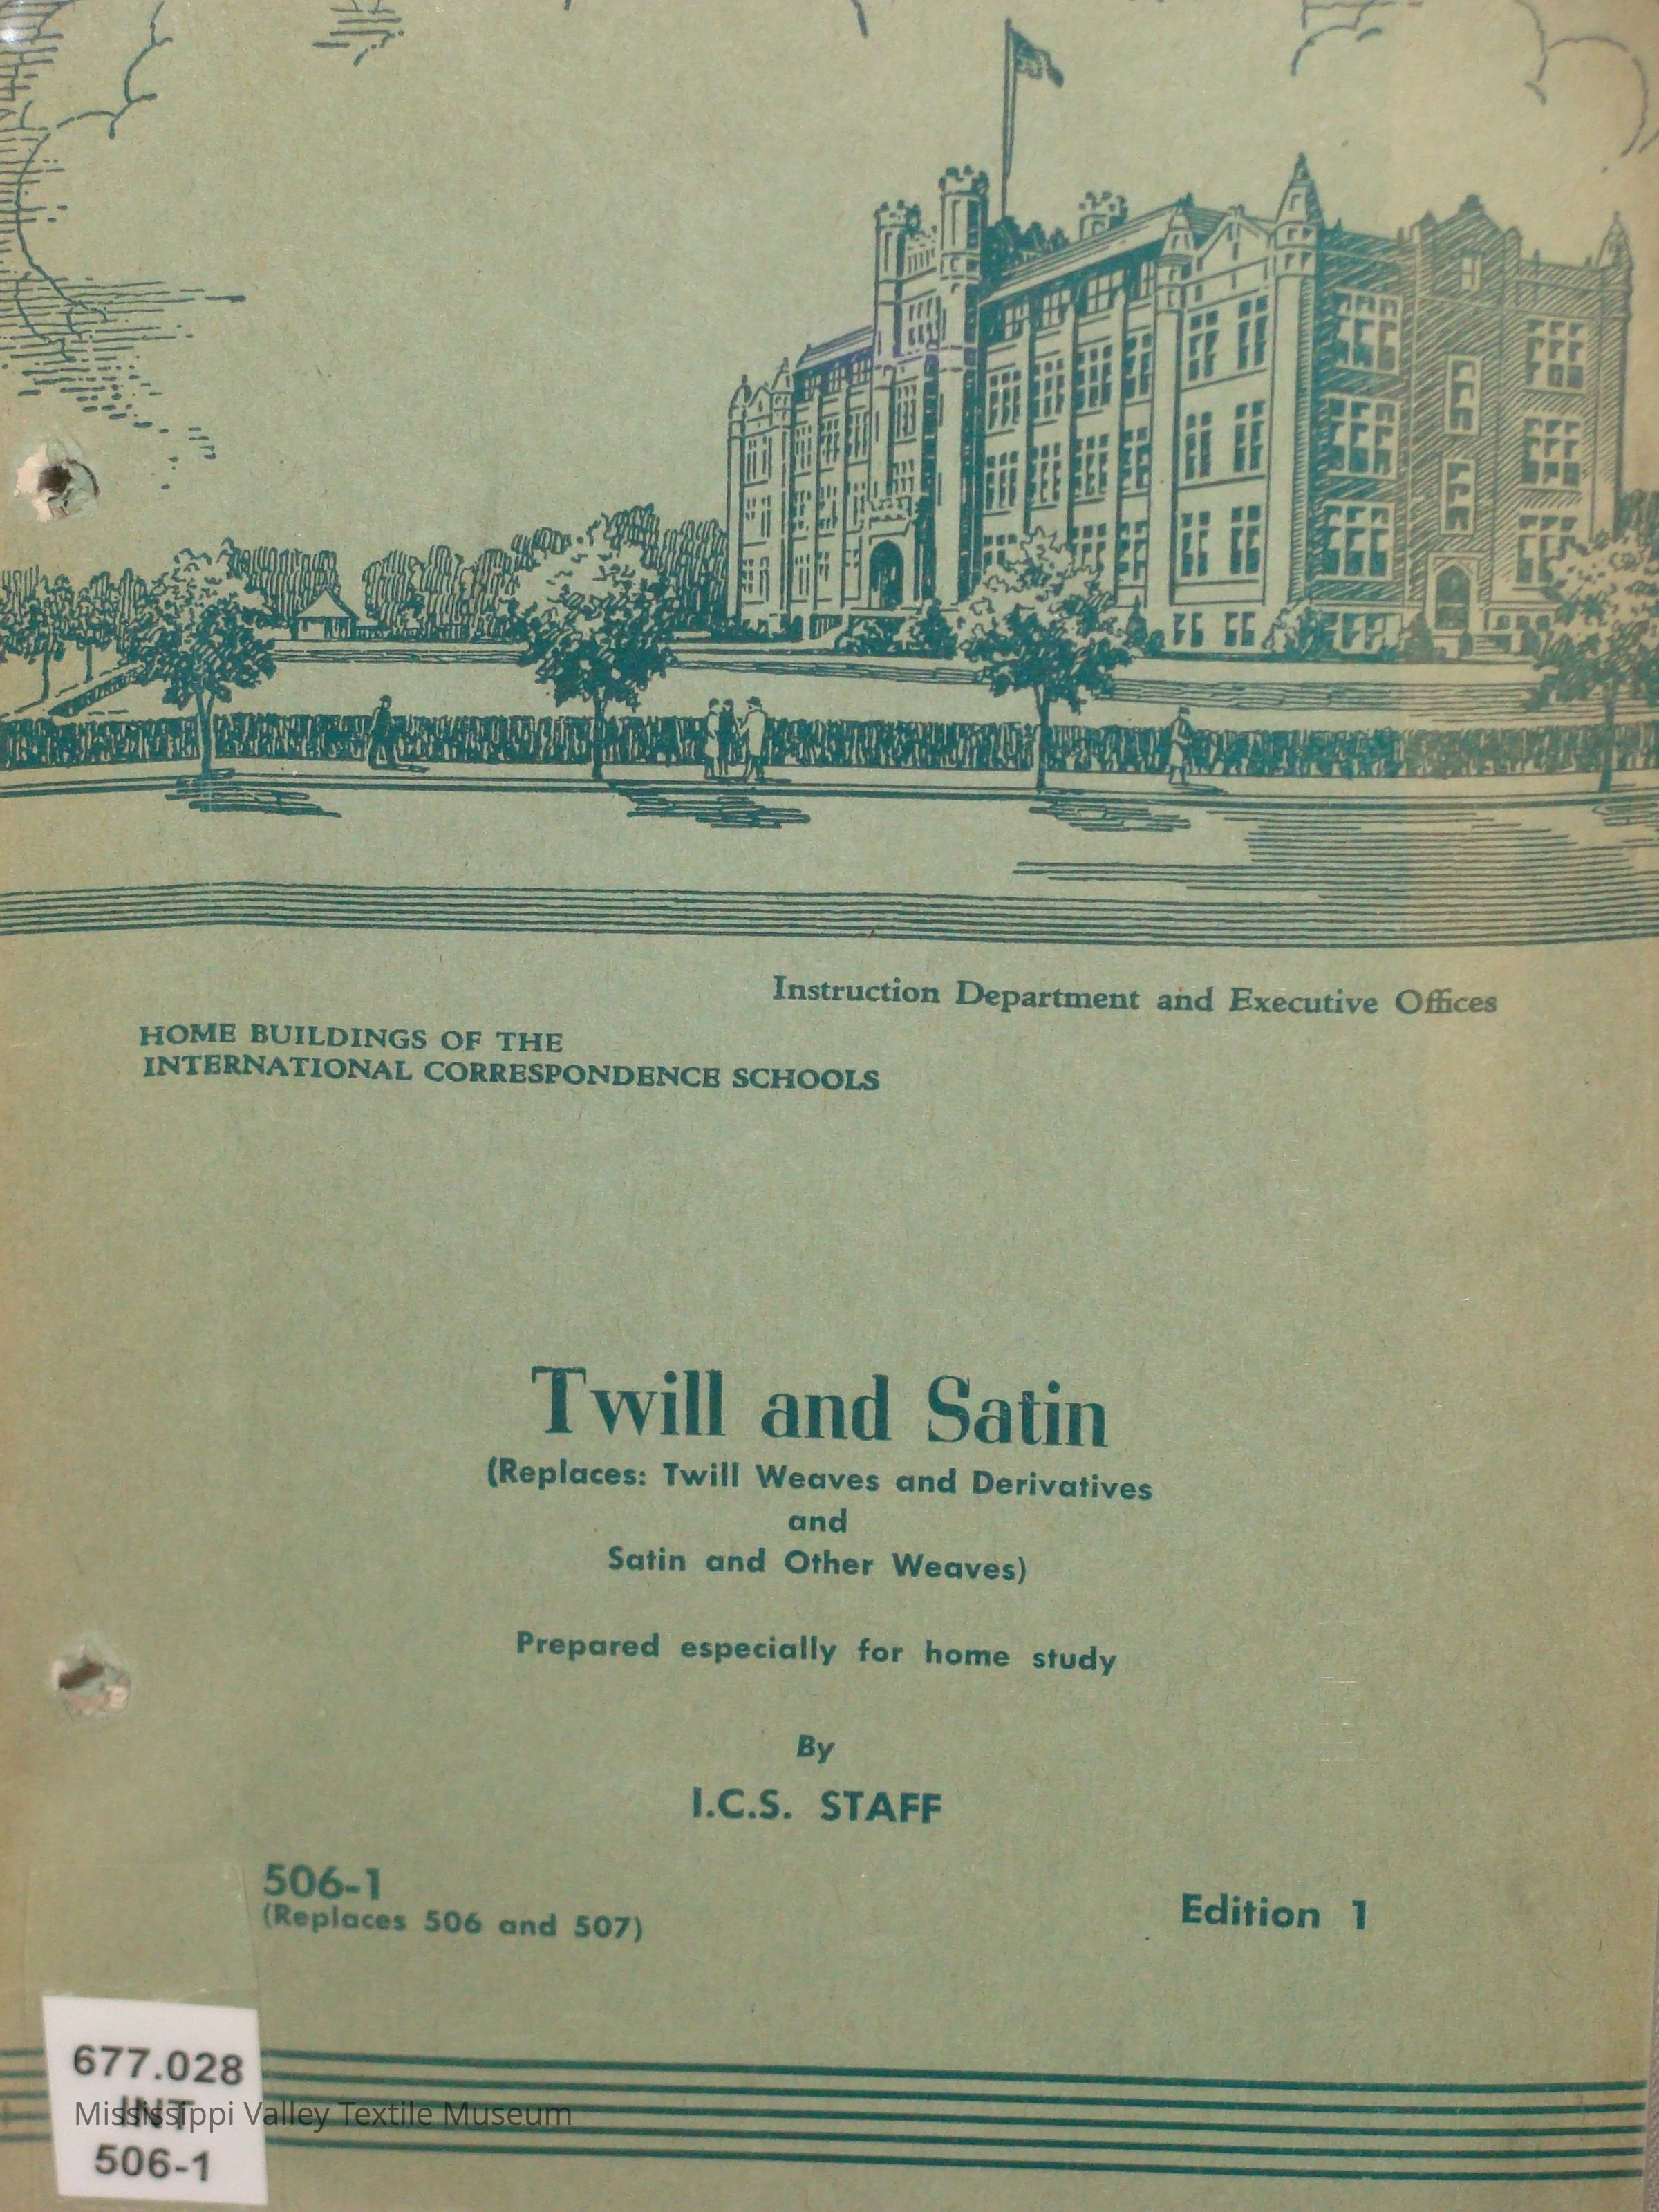 Instruction Department and Executive Offices
HOME BUILDINGS OF THE
INTERNATIONAL CORRESPONDENCE SCHOOLS
Twill and Satin
(Replaces: Twill Weaves and Derivatives
and
Satin and Other Weaves)
Prepared especially for home study
By
I.C.S. STAFF
506-1
(Replaces 506 and 507)
Edition 1
677.028
INT
506-1
Mississippi Valley Textile Museum